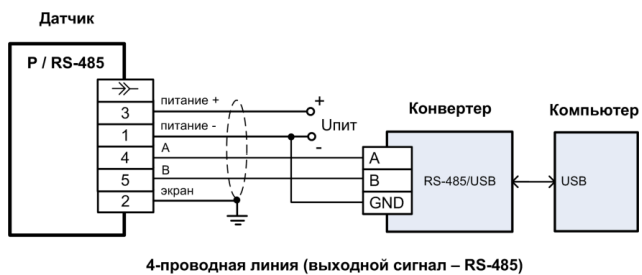 Датчик
P / RS-485
3
1
4
5
2
питание +
питание -
A
B
экран
+
Uпит
-
Конвертер
A
B
GND
RS-485/USB
Компьютер
USB
4-проводная линия (выходной сигнал – RS-485)